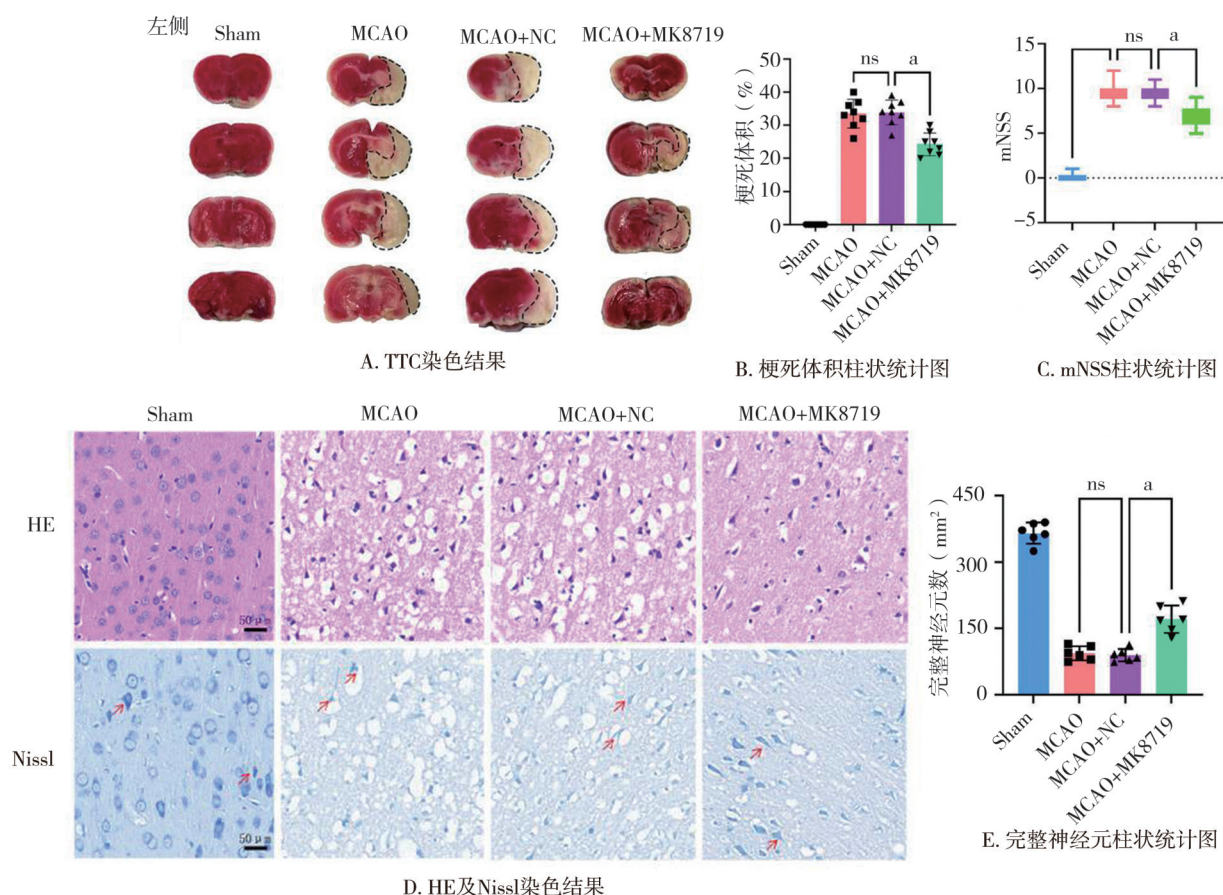 左侧
Sham
MCAO
MCAO+NC
MCAO+MK8719
A. TTC染色结果
梗死体积（%）
50
40
30
20
10
0
ns
a
Sham
MCAO
MCAO+NC
MCAO+MK8719
B. 梗死体积柱状统计图
mNSS
15
10
5
0
-5
ns
a
Sham
MCAO
MCAO+NC
MCAO+MK8719
C. mNSS柱状统计图
Sham
MCAO
MCAO+NC
MCAO+MK8719
HE
50 μm
Nissl
50 μm
D. HE及Nissl染色结果
完整神经元数（mm²）
450
300
150
0
ns
a
Sham
MCAO
MCAO+NC
MCAO+MK8719
E. 完整神经元柱状统计图